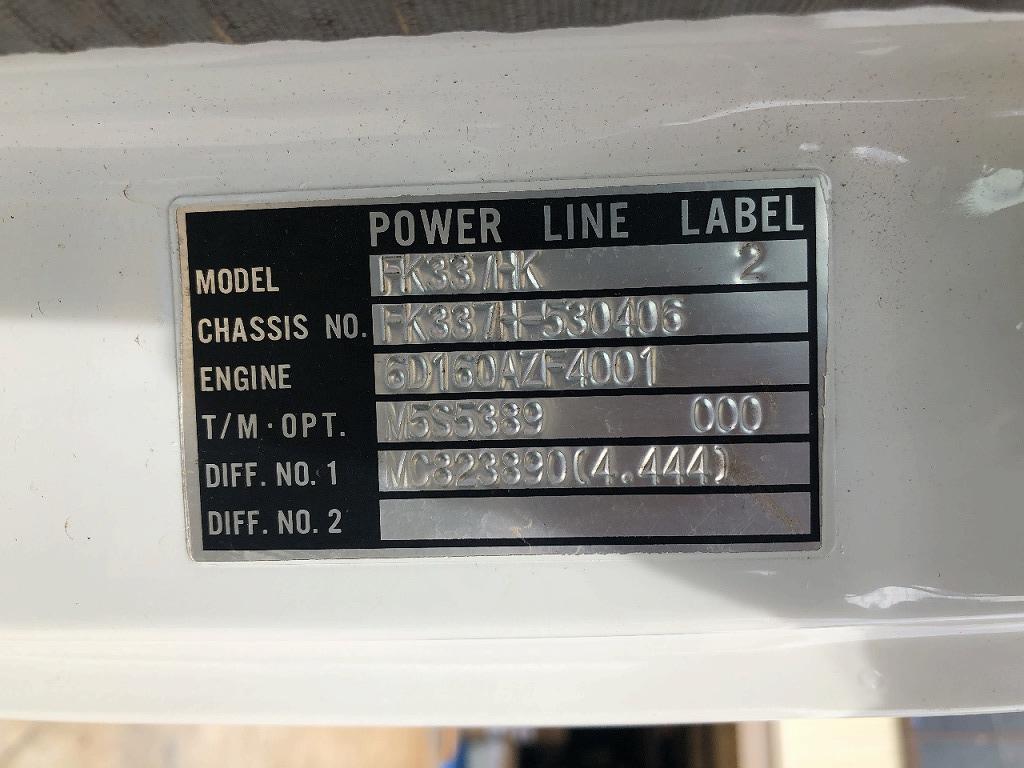 POWER LINE LABEL
MODEL FK337HK 2
CHASSIS NO. FK337H-530406
ENGINE 6D160AZF4001
T/M·OPT. M5S5389 000
DIFF. NO. 1 MC823890(4.444)
DIFF. NO. 2